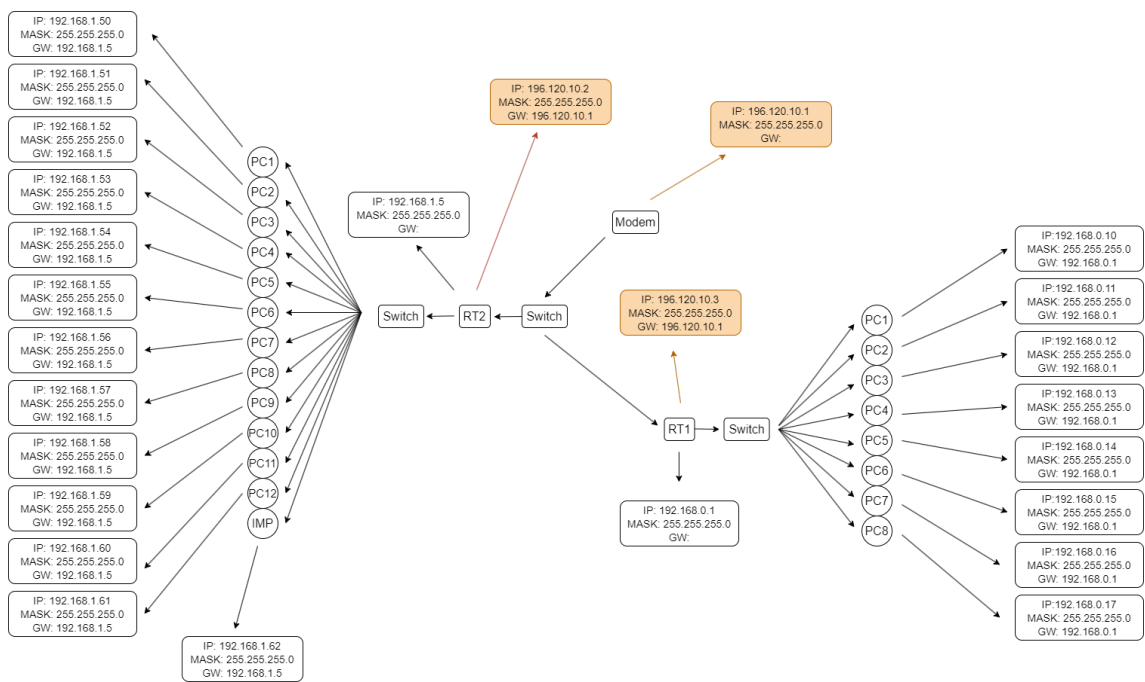 IP: 192.168.1.50
MASK: 255.255.255.0
GW: 192.168.1.5
IP: 192.168.1.51
MASK: 255.255.255.0
GW: 192.168.1.5
IP: 192.168.1.52
MASK: 255.255.255.0
GW: 192.168.1.5
IP: 192.168.1.53
MASK: 255.255.255.0
GW: 192.168.1.5
IP: 192.168.1.54
MASK: 255.255.255.0
GW: 192.168.1.5
IP: 192.168.1.55
MASK: 255.255.255.0
GW: 192.168.1.5
IP: 192.168.1.56
MASK: 255.255.255.0
GW: 192.168.1.5
IP: 192.168.1.57
MASK: 255.255.255.0
GW: 192.168.1.5
IP: 192.168.1.58
MASK: 255.255.255.0
GW: 192.168.1.5
IP: 192.168.1.59
MASK: 255.255.255.0
GW: 192.168.1.5
IP: 192.168.1.60
MASK: 255.255.255.0
GW: 192.168.1.5
IP: 192.168.1.61
MASK: 255.255.255.0
GW: 192.168.1.5
IP: 192.168.1.62
MASK: 255.255.255.0
GW: 192.168.1.5
PC1
PC2
PC3
PC4
PC5
PC6
PC7
PC8
PC9
PC10
PC11
PC12
IMP
IP: 192.168.1.5
MASK: 255.255.255.0
GW:
IP: 196.120.10.2
MASK: 255.255.255.0
GW: 196.120.10.1
IP: 196.120.10.1
MASK: 255.255.255.0
GW:
Modem
Switch
RT2
Switch
IP: 196.120.10.3
MASK: 255.255.255.0
GW: 196.120.10.1
RT1
Switch
IP: 192.168.0.1
MASK: 255.255.255.0
GW:
PC1
PC2
PC3
PC4
PC5
PC6
PC7
PC8
IP:192.168.0.10
MASK: 255.255.255.0
GW: 192.168.0.1
IP:192.168.0.11
MASK: 255.255.255.0
GW: 192.168.0.1
IP:192.168.0.12
MASK: 255.255.255.0
GW: 192.168.0.1
IP:192.168.0.13
MASK: 255.255.255.0
GW: 192.168.0.1
IP:192.168.0.14
MASK: 255.255.255.0
GW: 192.168.0.1
IP:192.168.0.15
MASK: 255.255.255.0
GW: 192.168.0.1
IP:192.168.0.16
MASK: 255.255.255.0
GW: 192.168.0.1
IP:192.168.0.17
MASK: 255.255.255.0
GW: 192.168.0.1